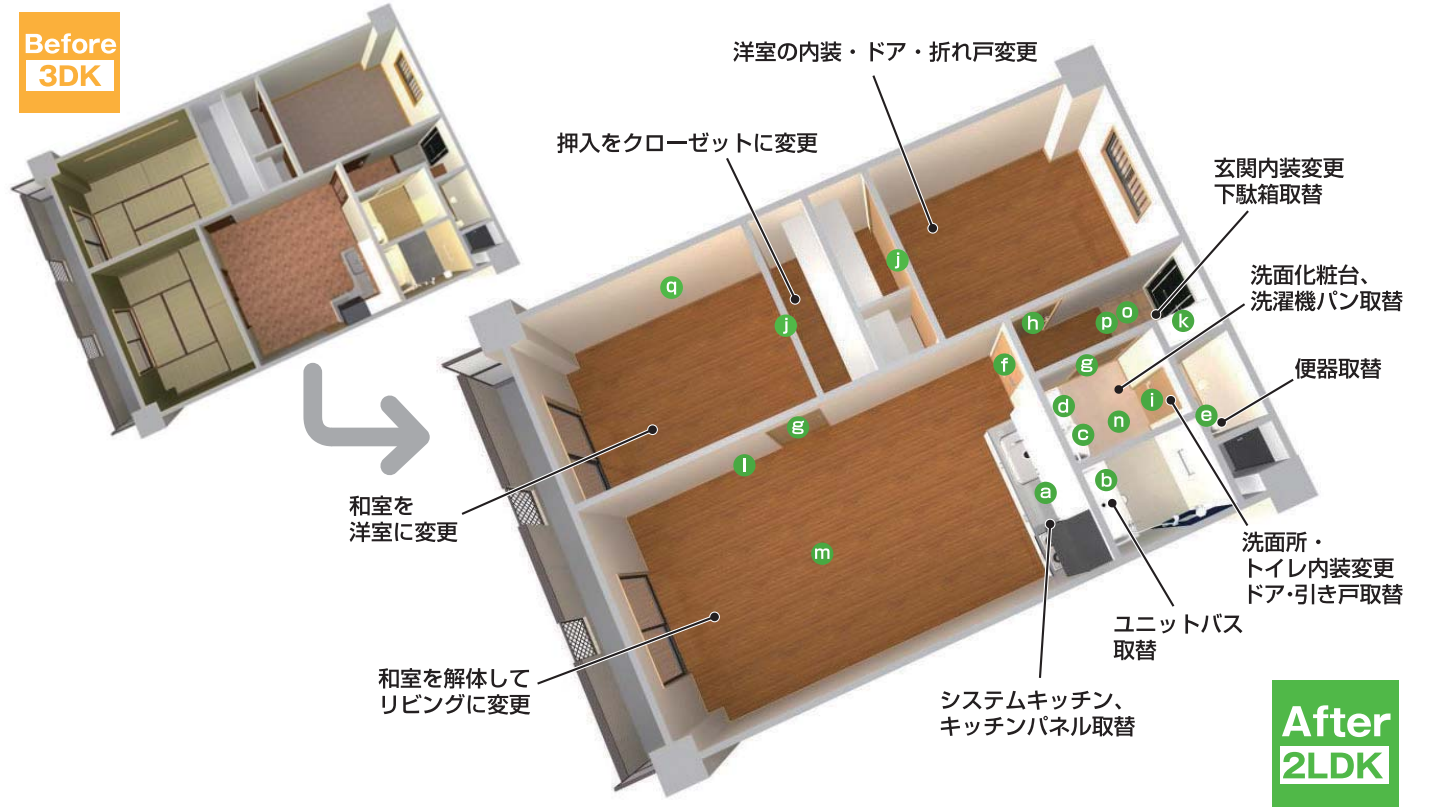 Before
3DK
洋室の内装・ドア・折れ戸変更
押入をクローゼットに変更
玄関内装変更
下駄箱取替
洗面化粧台、
洗濯機パン取替
便器取替
q
j
j
h
p
o
k
f
g
d
i
e
c
n
g
l
b
a
m
和室を
洋室に変更
洗面所・
トイレ内装変更
ドア・引き戸取替
ユニットバス
取替
和室を解体して
リビングに変更
システムキッチン、
キッチンパネル取替
After
2LDK